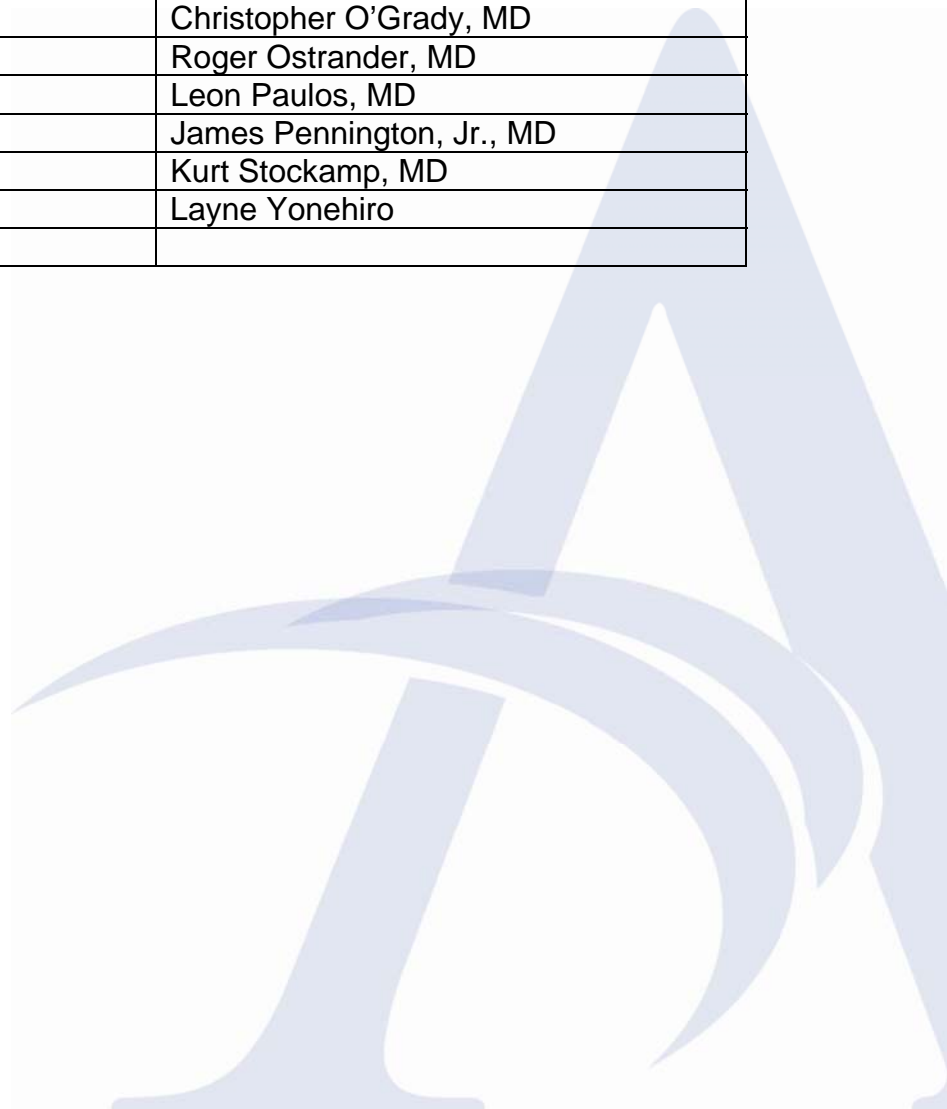 Christopher O’Grady, MD
Roger Ostrander, MD
Leon Paulos, MD
James Pennington, Jr., MD
Kurt Stockamp, MD
Layne Yonehiro